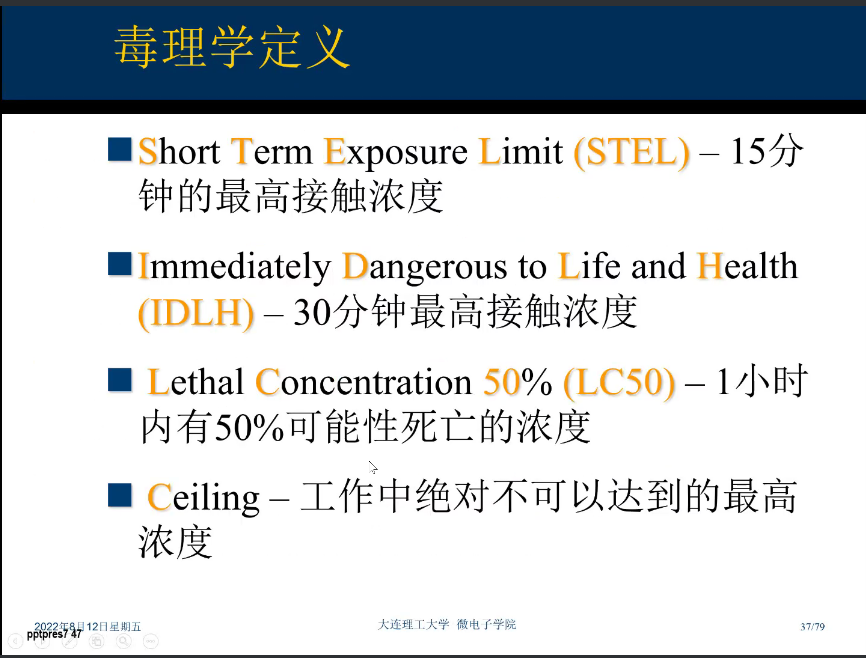 毒理学定义
Short Term Exposure Limit (STEL) – 15分
钟的最高接触浓度
Immediately Dangerous to Life and Health
(IDLH) – 30分钟最高接触浓度
Lethal Concentration 50% (LC50) – 1小时
内有50%可能性死亡的浓度
Ceiling – 工作中绝对不可以达到的最高
浓度
2022年8月12日星期五
pptpres7 47
大连理工大学 微电子学院
37/79